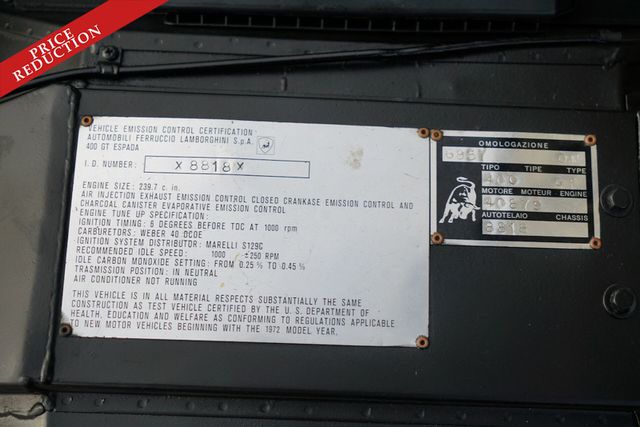 PRICE
REDUCTION
VEHICLE EMISSION CONTROL CERTIFICATION
AUTOMOBILI FERRUCCIO LAMBORGHINI S.p.A.
400 GT ESPADA
I.D. NUMBER: X8818X
ENGINE SIZE: 239.7 c. in.
AIR INJECTION EXHAUST EMISSION CONTROL CLOSED CRANKASE EMISSION CONTROL AND
CHARCOAL CANISTER EVAPORATIVE EMISSION CONTROL
ENGINE TUNE UP SPECIFICATION:
IGNITION TIMING: 6 DEGREES BEFORE TDC AT 1000 rpm
CARBURETORS: WEBER 40 DCOE
IGNITION SYSTEM DISTRIBUTOR: MARELLI S129C
RECOMMENDED IDLE SPEED: 1000 ±250 RPM
IDLE CARBON MONOXIDE SETTING: FROM 0.25 % TO 0.45 %
TRASMISSION POSITION: IN NEUTRAL
AIR CONDITIONER NOT RUNNING
THIS VEHICLE IS IN ALL MATERIAL RESPECTS SUBSTANTIALLY THE SAME
CONSTRUCTION AS TEST VEHICLE CERTIFIED BY THE U.S. DEPARTMENT OF
HEALTH, EDUCATION AND WELFARE AS CONFORMING TO REGULATIONS APPLICABLE
TO NEW MOTOR VEHICLES BEGINNING WITH THE 1972 MODEL YEAR.
OMOLOGAZIONE
TIPO TIPE TYPE
MOTORE MOTEUR ENGINE
40879
AUTOTELAIO CHASSIS
8818